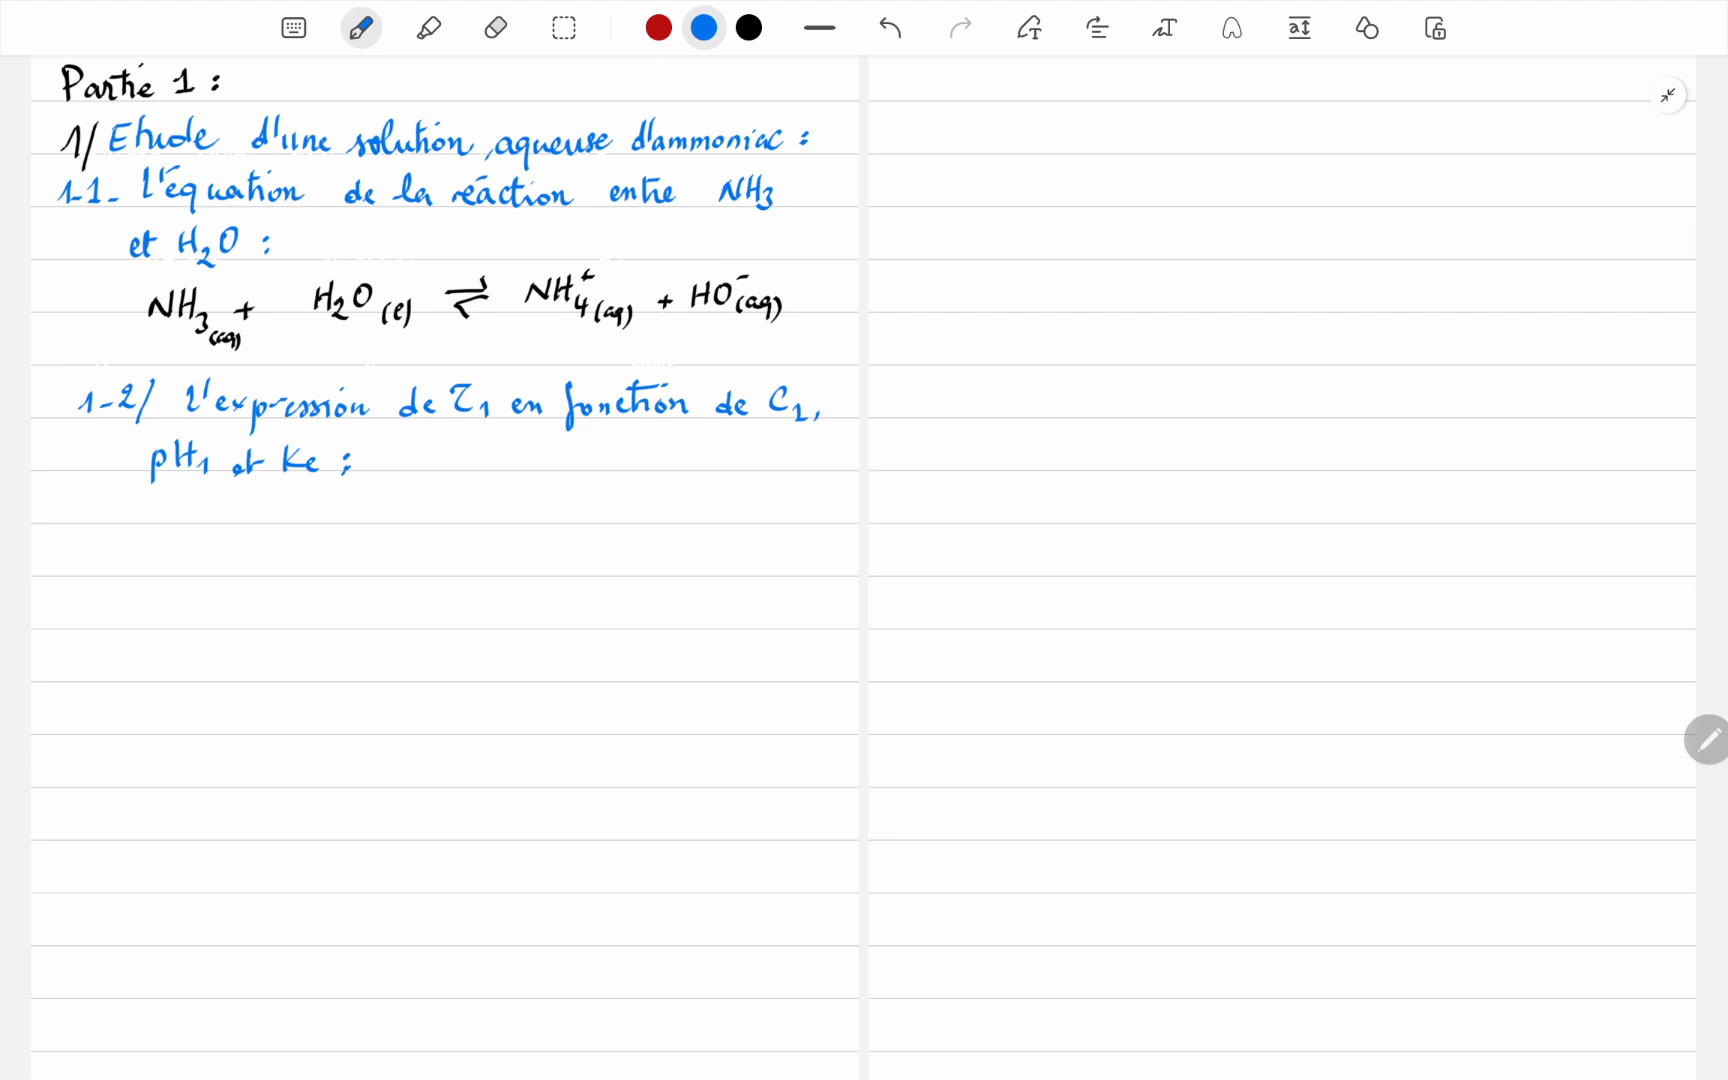 Partie 1 :
1/ Etude d'une solution, aqueuse d'ammoniac :
1-1- L'équation de la réaction entre NH3
et H2O :
NH3(aq) + H2O(l) ⇌ NH4+(aq) + HO-(aq)
1-2/ L'expression de τ1 en fonction de C1,
pH1 et Ke :